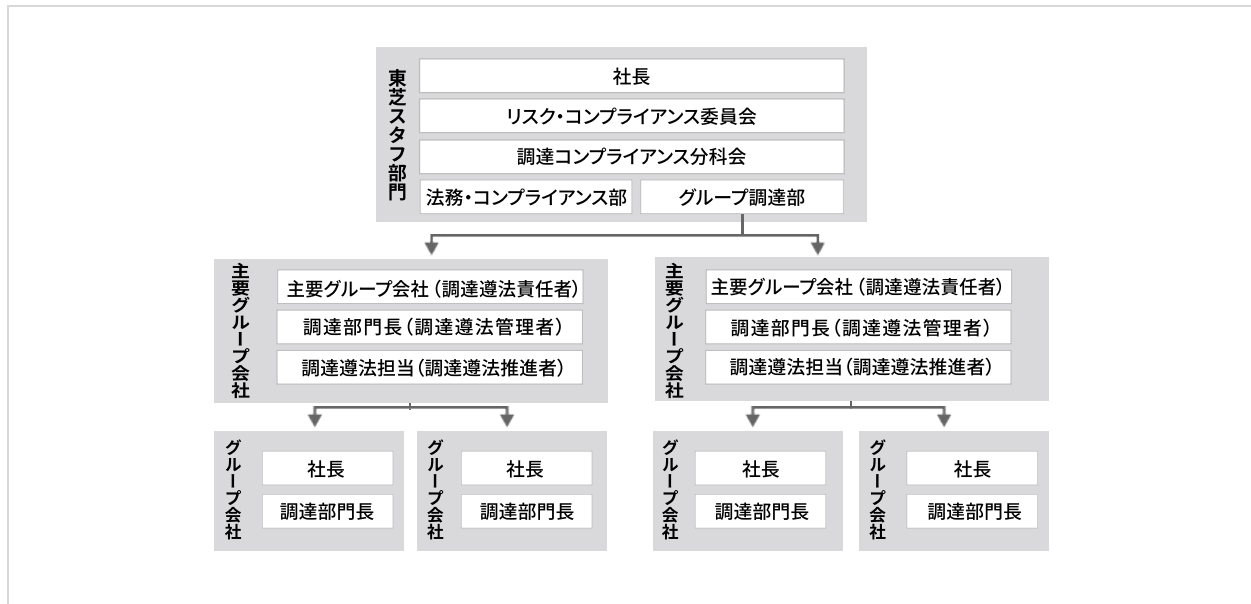 東芝スタフ部門
社長
リスク・コンプライアンス委員会
調達コンプライアンス分科会
法務・コンプライアンス部
グループ調達部
主要グループ会社
主要グループ会社（調達遵法責任者）
調達部門長（調達遵法管理者）
調達遵法担当（調達遵法推進者）
主要グループ会社
主要グループ会社（調達遵法責任者）
調達部門長（調達遵法管理者）
調達遵法担当（調達遵法推進者）
グループ会社
社長
調達部門長
グループ会社
社長
調達部門長
グループ会社
社長
調達部門長
グループ会社
社長
調達部門長